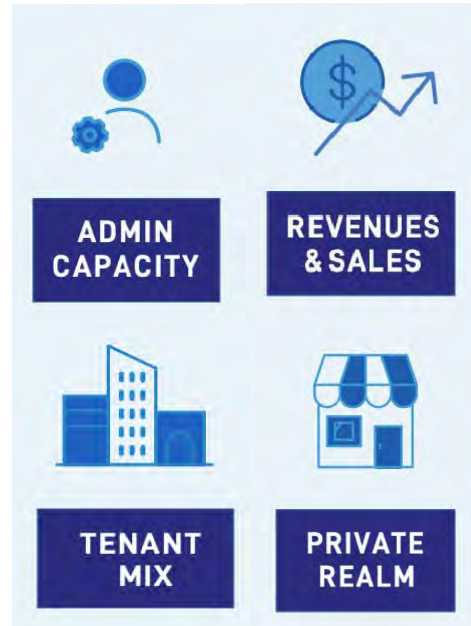 $
ADMIN
CAPACITY
REVENUES
& SALES
TENANT
MIX
PRIVATE
REALM